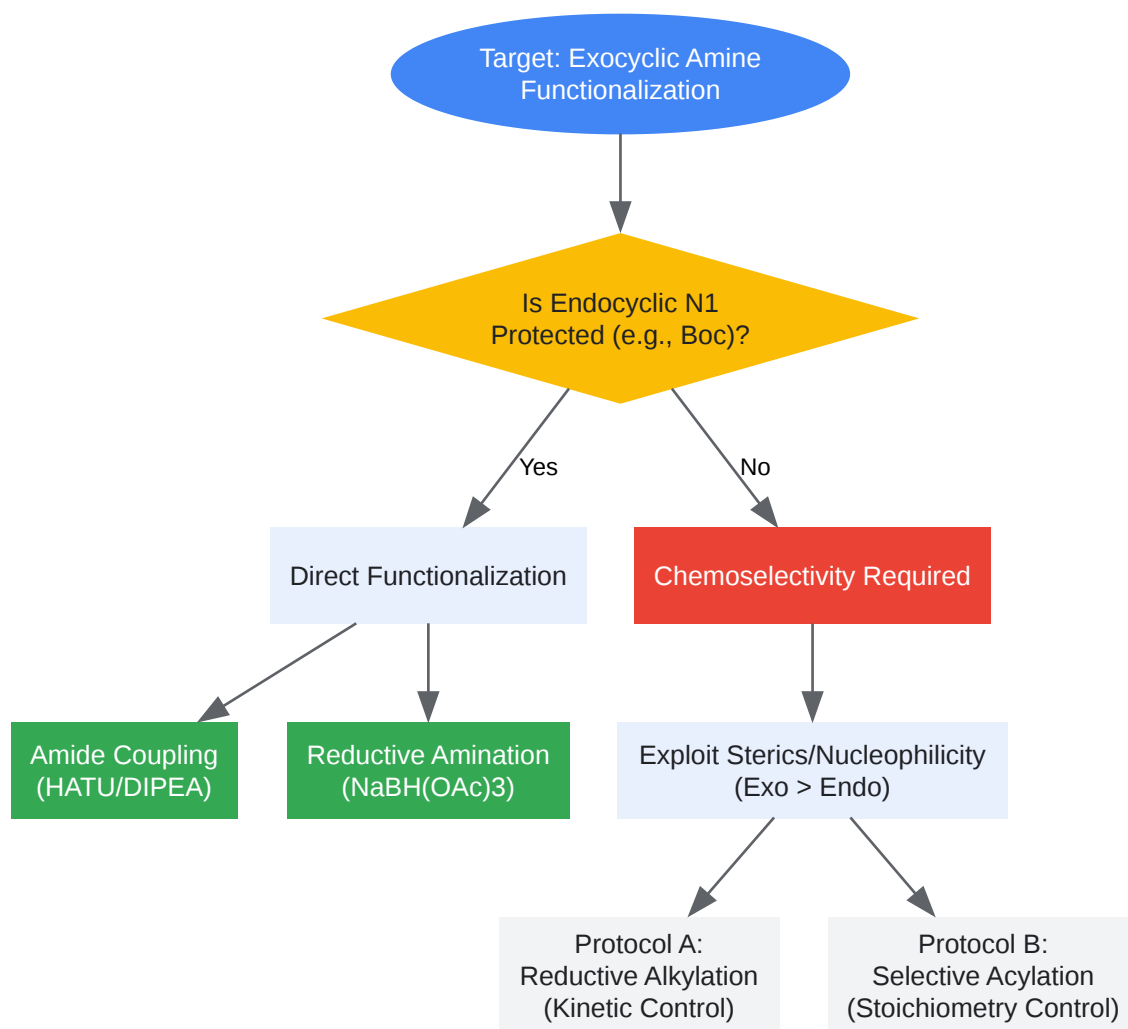 Target: Exocyclic Amine
Functionalization
Is Endocyclic N1
Protected (e.g., Boc)?
Yes
No
Direct Functionalization
Chemoselectivity Required
Amide Coupling
(HATU/DIPEA)
Reductive Amination
(NaBH(OAc)3)
Exploit Sterics/Nucleophilicity
(Exo > Endo)
Protocol A:
Reductive Alkylation
(Kinetic Control)
Protocol B:
Selective Acylation
(Stoichiometry Control)